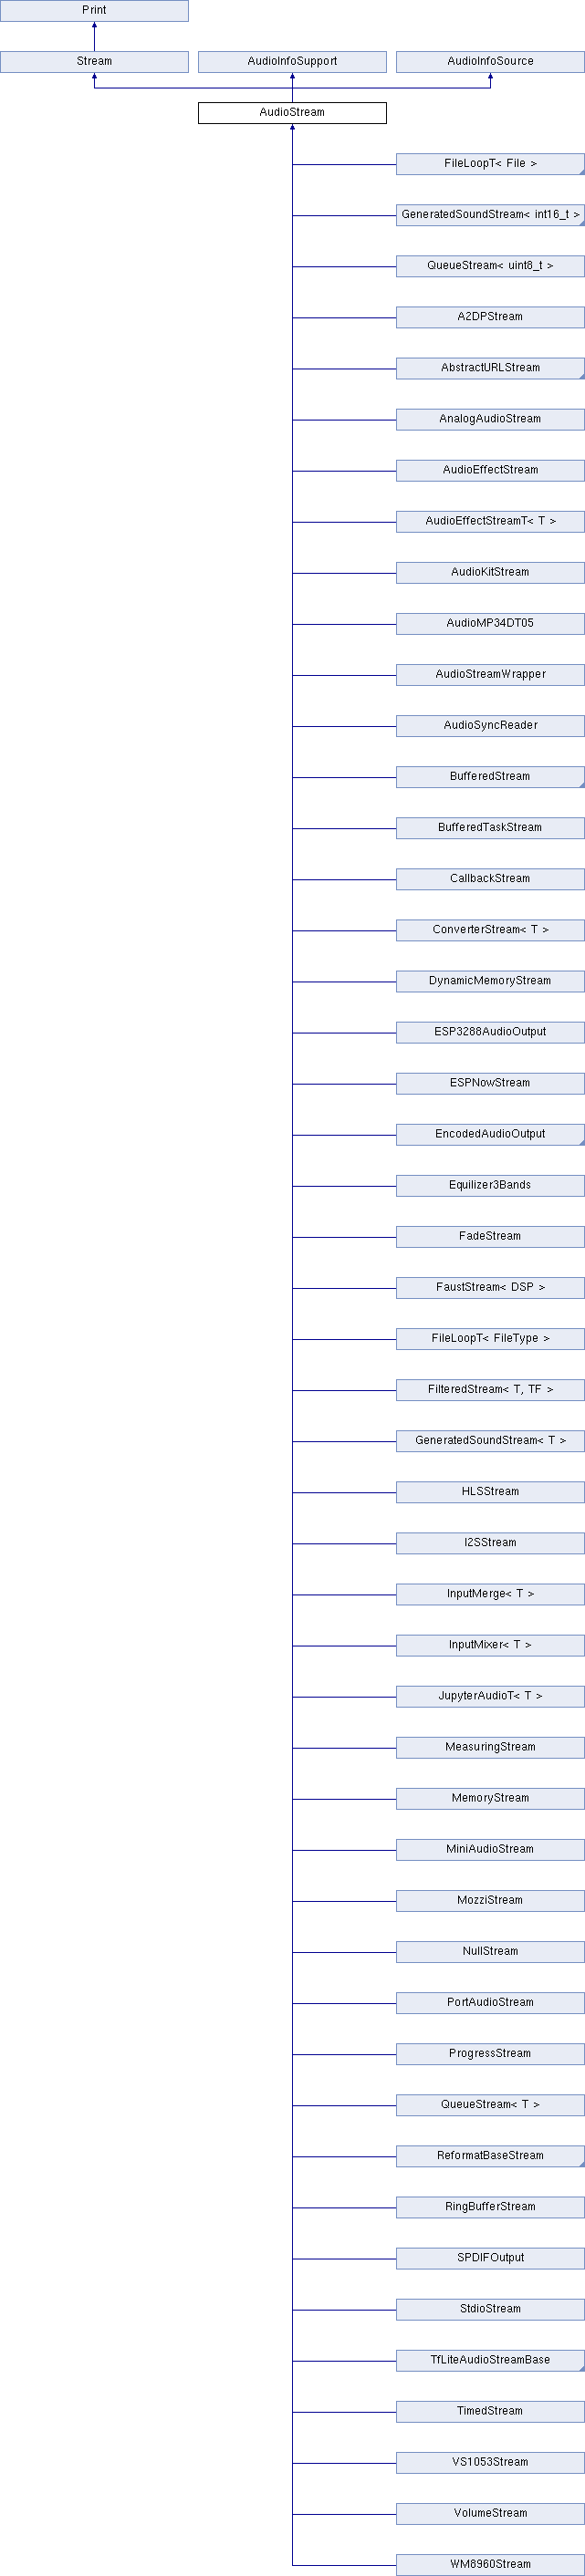 Print
Stream
AudioInfoSupport
AudioInfoSource
AudioStream
FileLoopT< File >
GeneratedSoundStream< int16_t >
QueueStream< uint8_t >
A2DPStream
AbstractURLStream
AnalogAudioStream
AudioEffectStream
AudioEffectStreamT< T >
AudioKitStream
AudioMP34DT05
AudioStreamWrapper
AudioSyncReader
BufferedStream
BufferedTaskStream
CallbackStream
ConverterStream< T >
DynamicMemoryStream
ESP3288AudioOutput
ESPNowStream
EncodedAudioOutput
Equilizer3Bands
FadeStream
FaustStream< DSP >
FileLoopT< FileType >
FilteredStream< T, TF >
GeneratedSoundStream< T >
HLSStream
I2SStream
InputMerge< T >
InputMixer< T >
JupyterAudioT< T >
MeasuringStream
MemoryStream
MiniAudioStream
MozziStream
NullStream
PortAudioStream
ProgressStream
QueueStream< T >
ReformatBaseStream
RingBufferStream
SPDIFOutput
StdioStream
TfLiteAudioStreamBase
TimedStream
VS1053Stream
VolumeStream
WM8960Stream